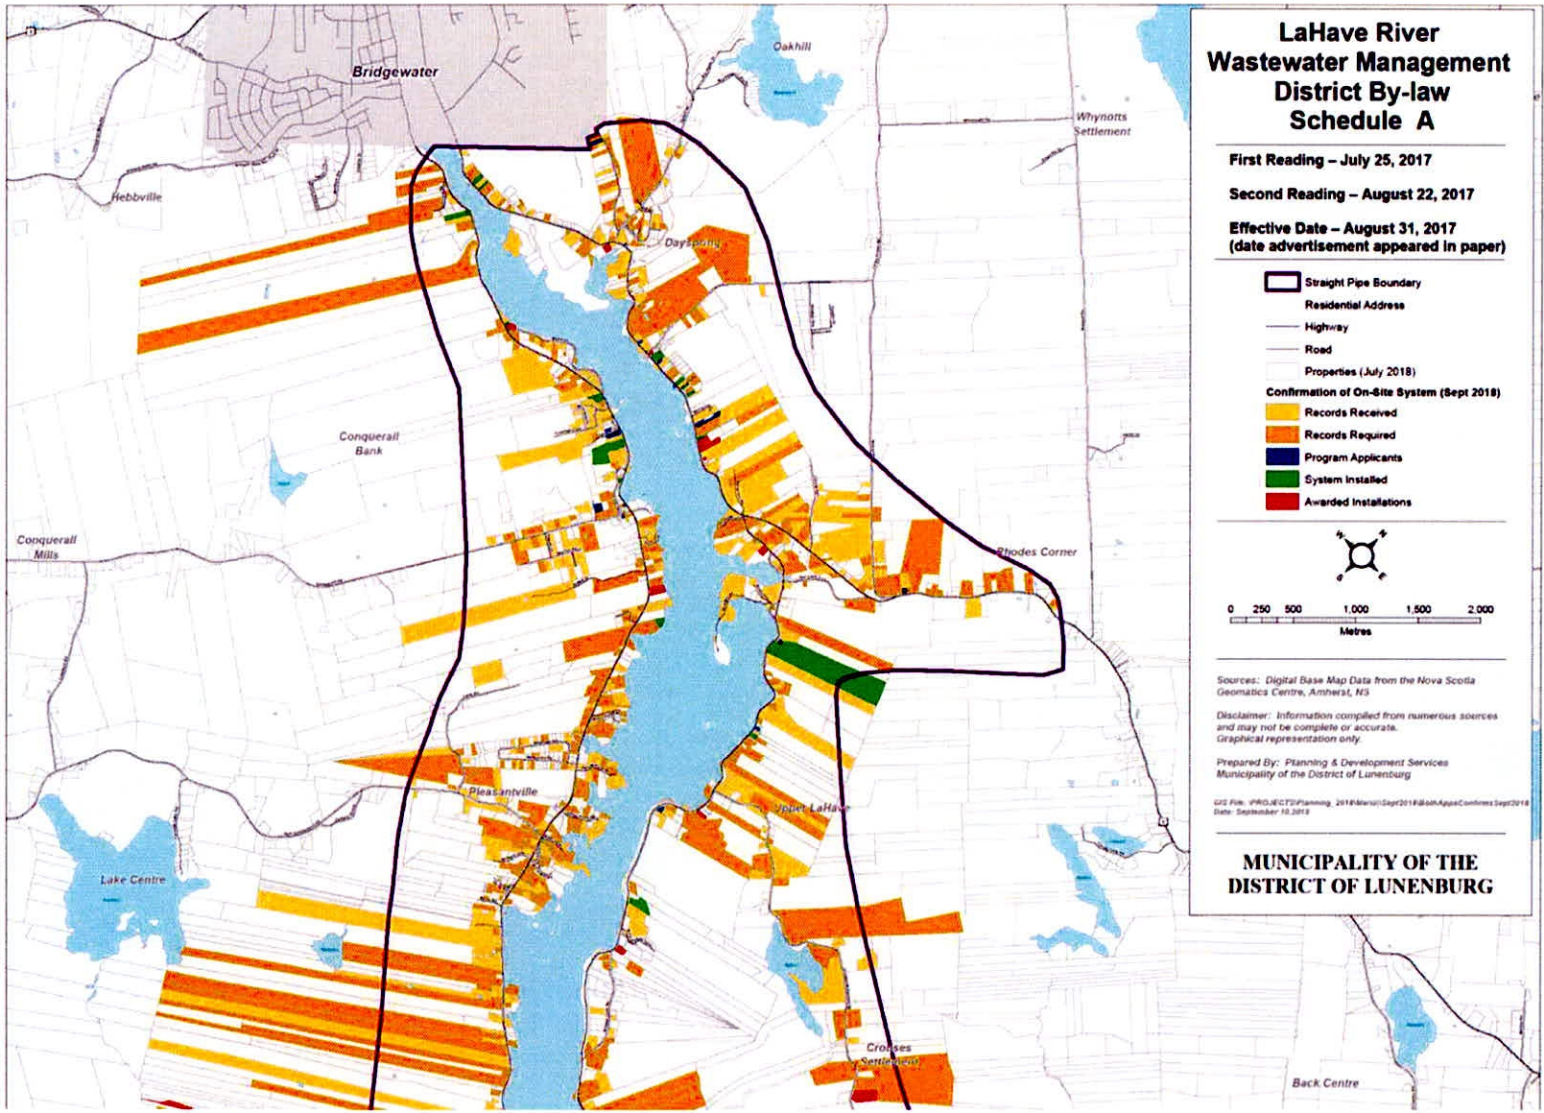 LaHave River
Wastewater Management
District By-law
Schedule A
First Reading – July 25, 2017
Second Reading – August 22, 2017
Effective Date – August 31, 2017
(date advertisement appeared in paper)
Straight Pipe Boundary
Residential Address
Highway
Road
Properties (July 2018)
Confirmation of On-Site System (Sept 2018)
Records Received
Records Required
Program Applicants
System Installed
Awarded Installations
0 250 500 1,000 1,500 2,000
Metres
Sources: Digital Base Map Data from the Nova Scotia
Geomatics Centre, Amherst, NS
Disclaimer: Information compiled from numerous sources
and may not be complete or accurate.
Graphical representation only.
Prepared By: Planning & Development Services
Municipality of the District of Lunenburg
Date: September 10, 2018
MUNICIPALITY OF THE
DISTRICT OF LUNENBURG
Oakhill
Bridgewater
Whynotts
Settlement
Hebbville
Dayspring
Conquerall
Bank
Conquerall
Mills
Rhodes Corner
Pleasantville
Upper LaHave
Lake Centre
Crouses
Settlement
Back Centre